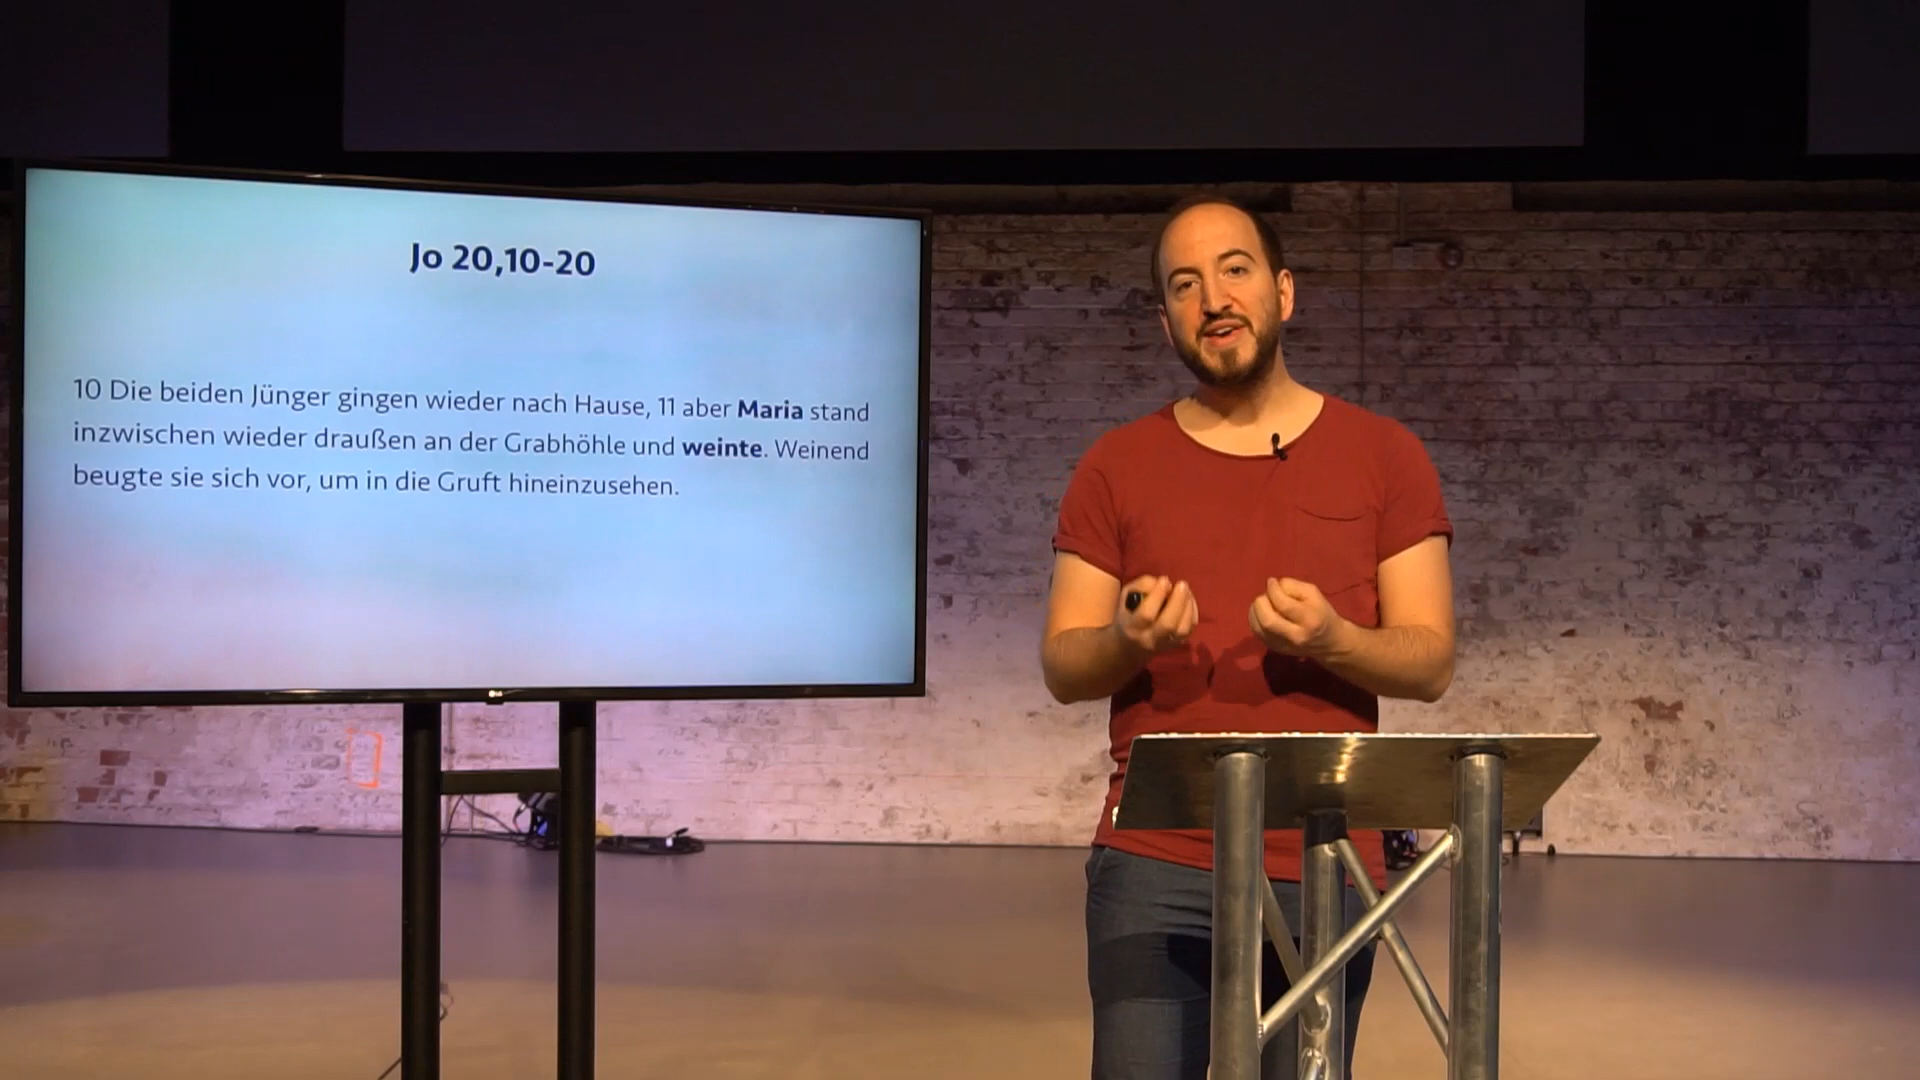 Jo 20,10-20
10 Die beiden Jünger gingen wieder nach Hause, 11 aber Maria stand
inzwischen wieder draußen an der Grabhöhle und weinte. Weinend
beugte sie sich vor, um in die Gruft hineinzusehen.
LG